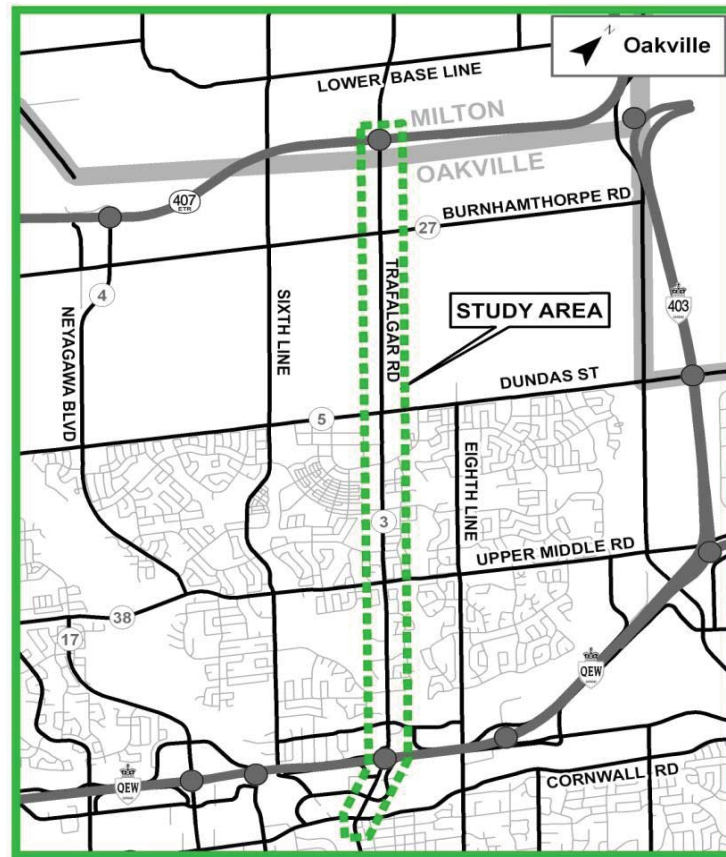 N
Oakville
LOWER BASE LINE
MILTON
OAKVILLE
407
ETR
BURNHAMTHORPE RD
27
4
TRAFALGAR RD
SIXTH LINE
NEYAGAWA BLVD
STUDY AREA
403
DUNDAS ST
5
EIGHTH LINE
3
UPPER MIDDLE RD
38
17
QEW
QEW
CORNWALL RD